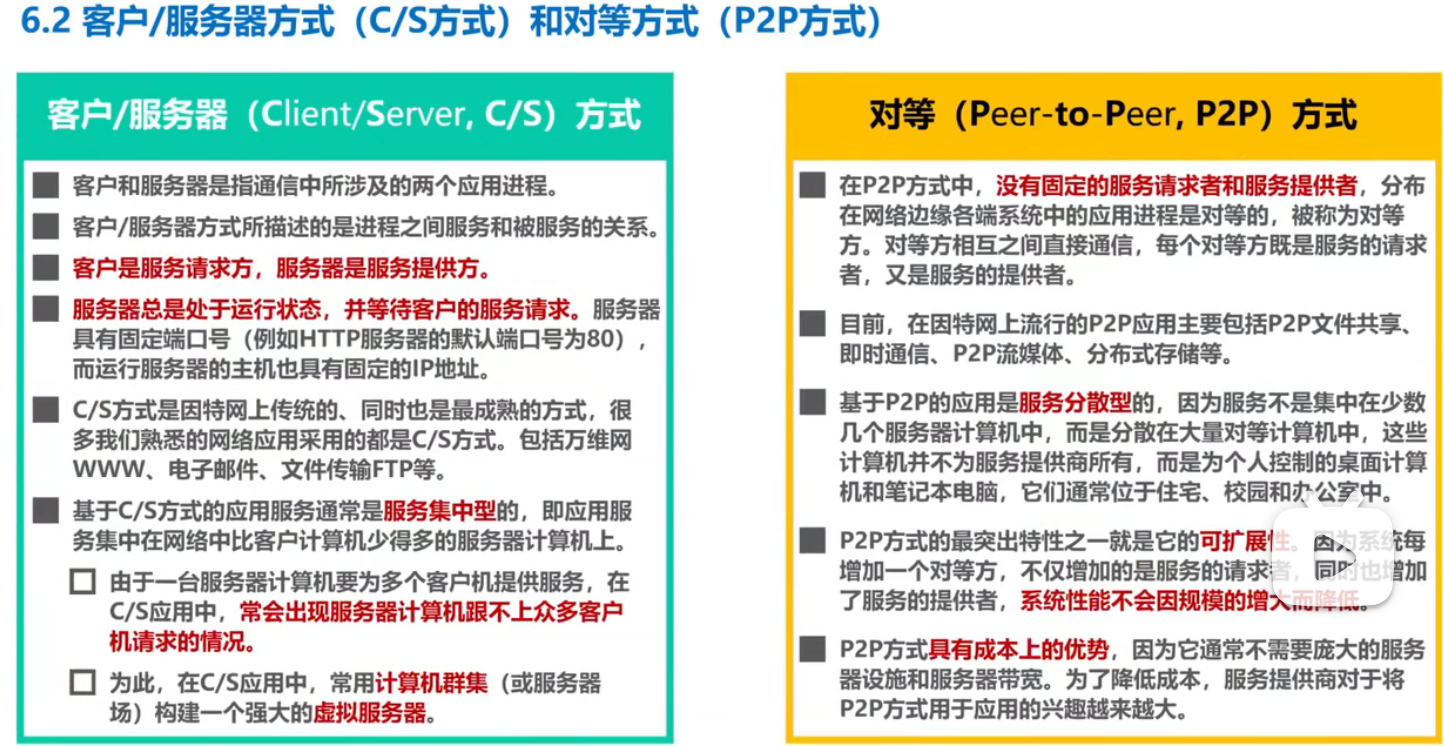 6.2 客户/服务器方式（C/S方式）和对等方式（P2P方式）
客户/服务器（Client/Server, C/S）方式
客户和服务器是指通信中所涉及的两个应用进程。
客户/服务器方式所描述的是进程之间服务和被服务的关系。
客户是服务请求方，服务器是服务提供方。
服务器总是处于运行状态，并等待客户的服务请求。服务器
具有固定端口号（例如HTTP服务器的默认端口号为80），
而运行服务器的主机也具有固定的IP地址。
C/S方式是因特网上传统的、同时也是最成熟的方式，很
多我们熟悉的网络应用采用的都是C/S方式。包括万维网
WWW、电子邮件、文件传输FTP等。
基于C/S方式的应用服务通常是服务集中型的，即应用服
务集中在网络中比客户计算机少得多的服务器计算机上。
由于一台服务器计算机要为多个客户机提供服务，在
C/S应用中，常会出现服务器计算机跟不上众多客户
机请求的情况。
为此，在C/S应用中，常用计算机群集（或服务器
场）构建一个强大的虚拟服务器。
对等（Peer-to-Peer, P2P）方式
在P2P方式中，没有固定的服务请求者和服务提供者，分布
在网络边缘各端系统中的应用进程是对等的，被称为对等
方。对等方相互之间直接通信，每个对等方既是服务的请求
者，又是服务的提供者。
目前，在因特网上流行的P2P应用主要包括P2P文件共享、
即时通信、P2P流媒体、分布式存储等。
基于P2P的应用是服务分散型的，因为服务不是集中在少数
几个服务器计算机中，而是分散在大量对等计算机中，这些
计算机并不为服务提供商所有，而是为个人控制的桌面计算
机和笔记本电脑，它们通常位于住宅、校园和办公室中。
P2P方式的最突出特性之一就是它的可扩展性。因为系统每
增加一个对等方，不仅增加的是服务的请求者，同时也增加
了服务的提供者，系统性能不会因规模的增大而降低。
P2P方式具有成本上的优势，因为它通常不需要庞大的服务
器设施和服务器带宽。为了降低成本，服务提供商对于将
P2P方式用于应用的兴趣越来越大。